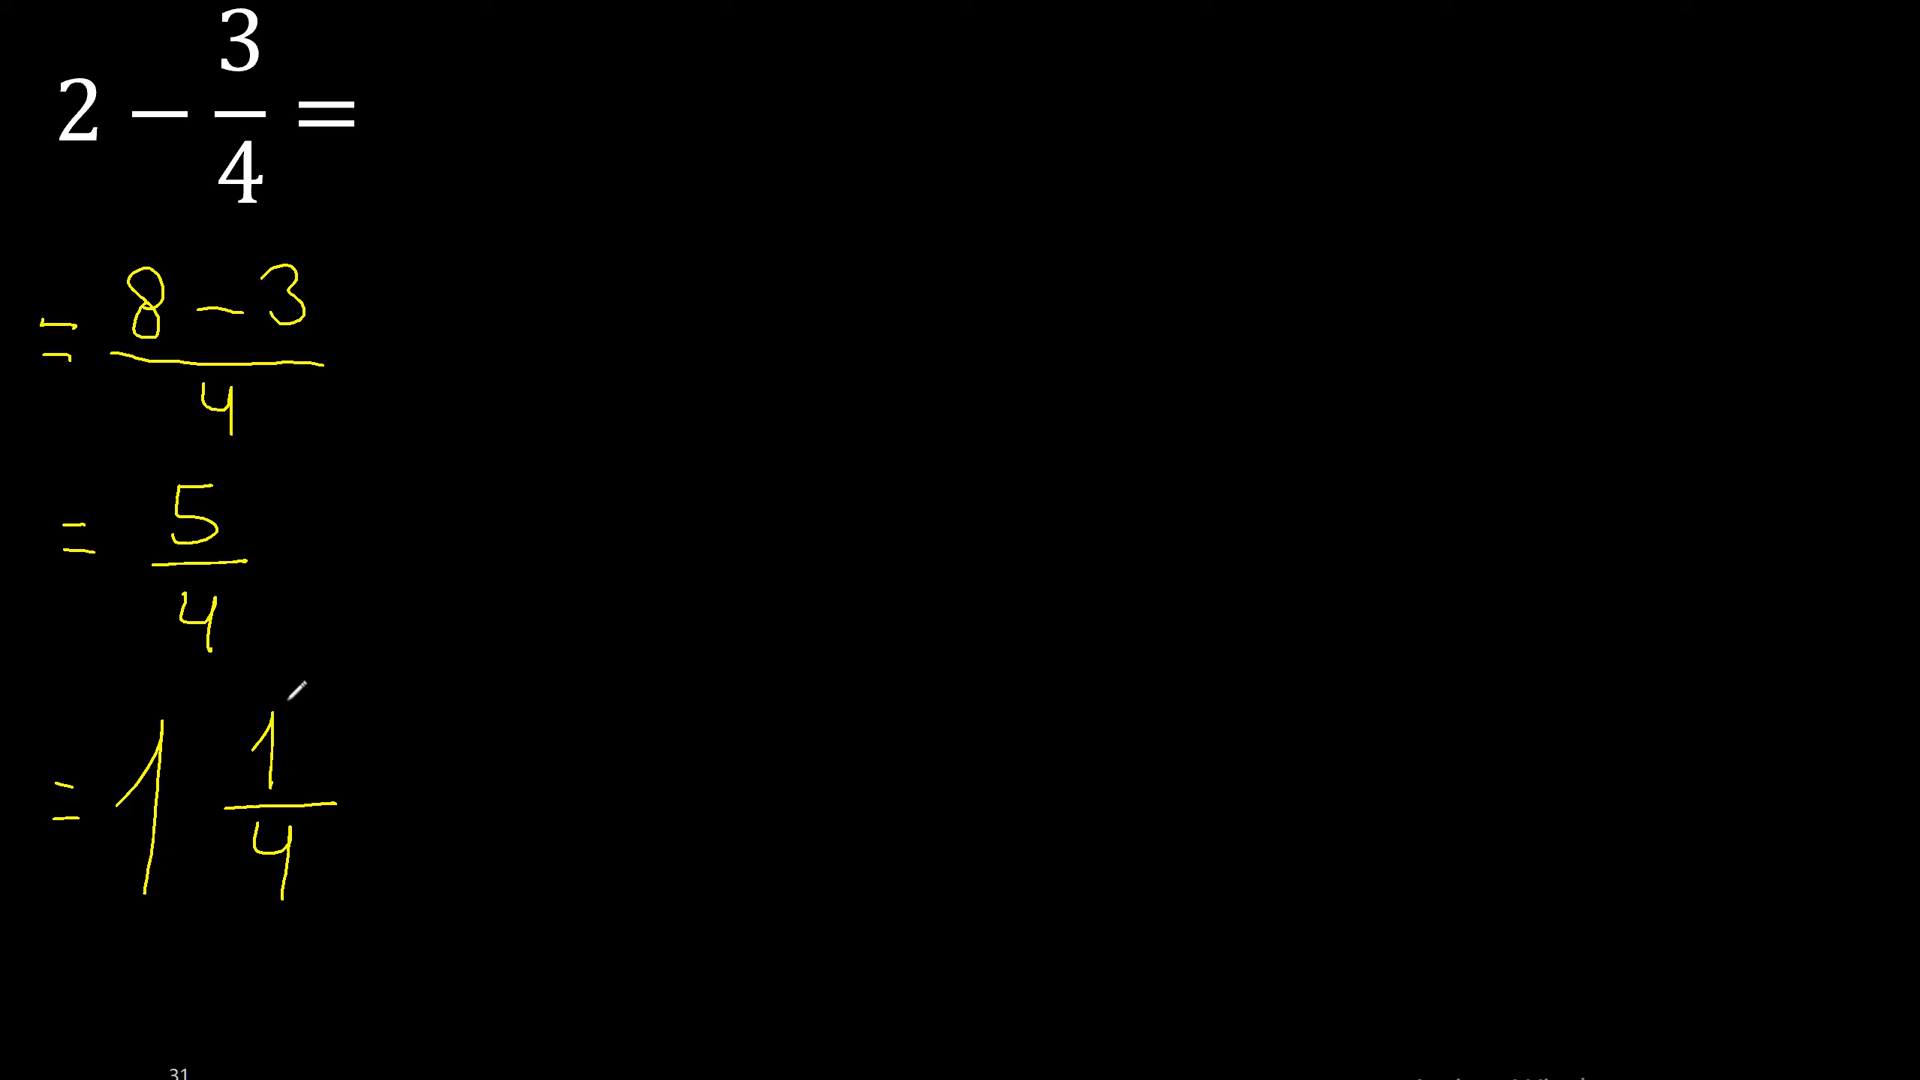 2 − 3/4 =
= (8 − 3)/4
= 5/4
= 1 1/4
31